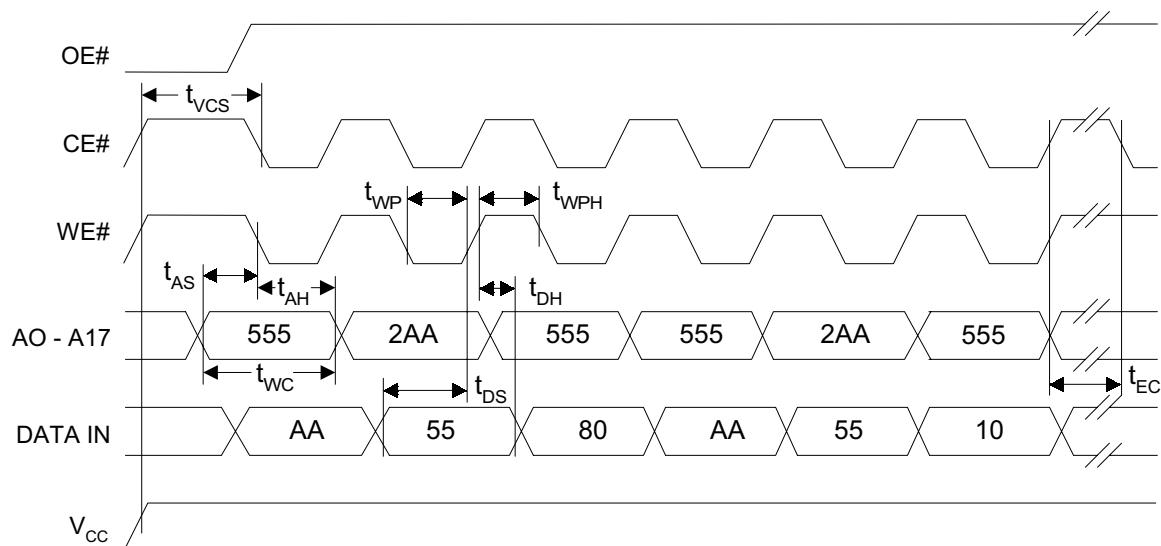 OE#
tVCS
CE#
tWP tWPH
WE#
tAS tAH tDH
AO - A17 555 2AA 555 555 2AA 555
tWC tDS tEC
DATA IN AA 55 80 AA 55 10
VCC